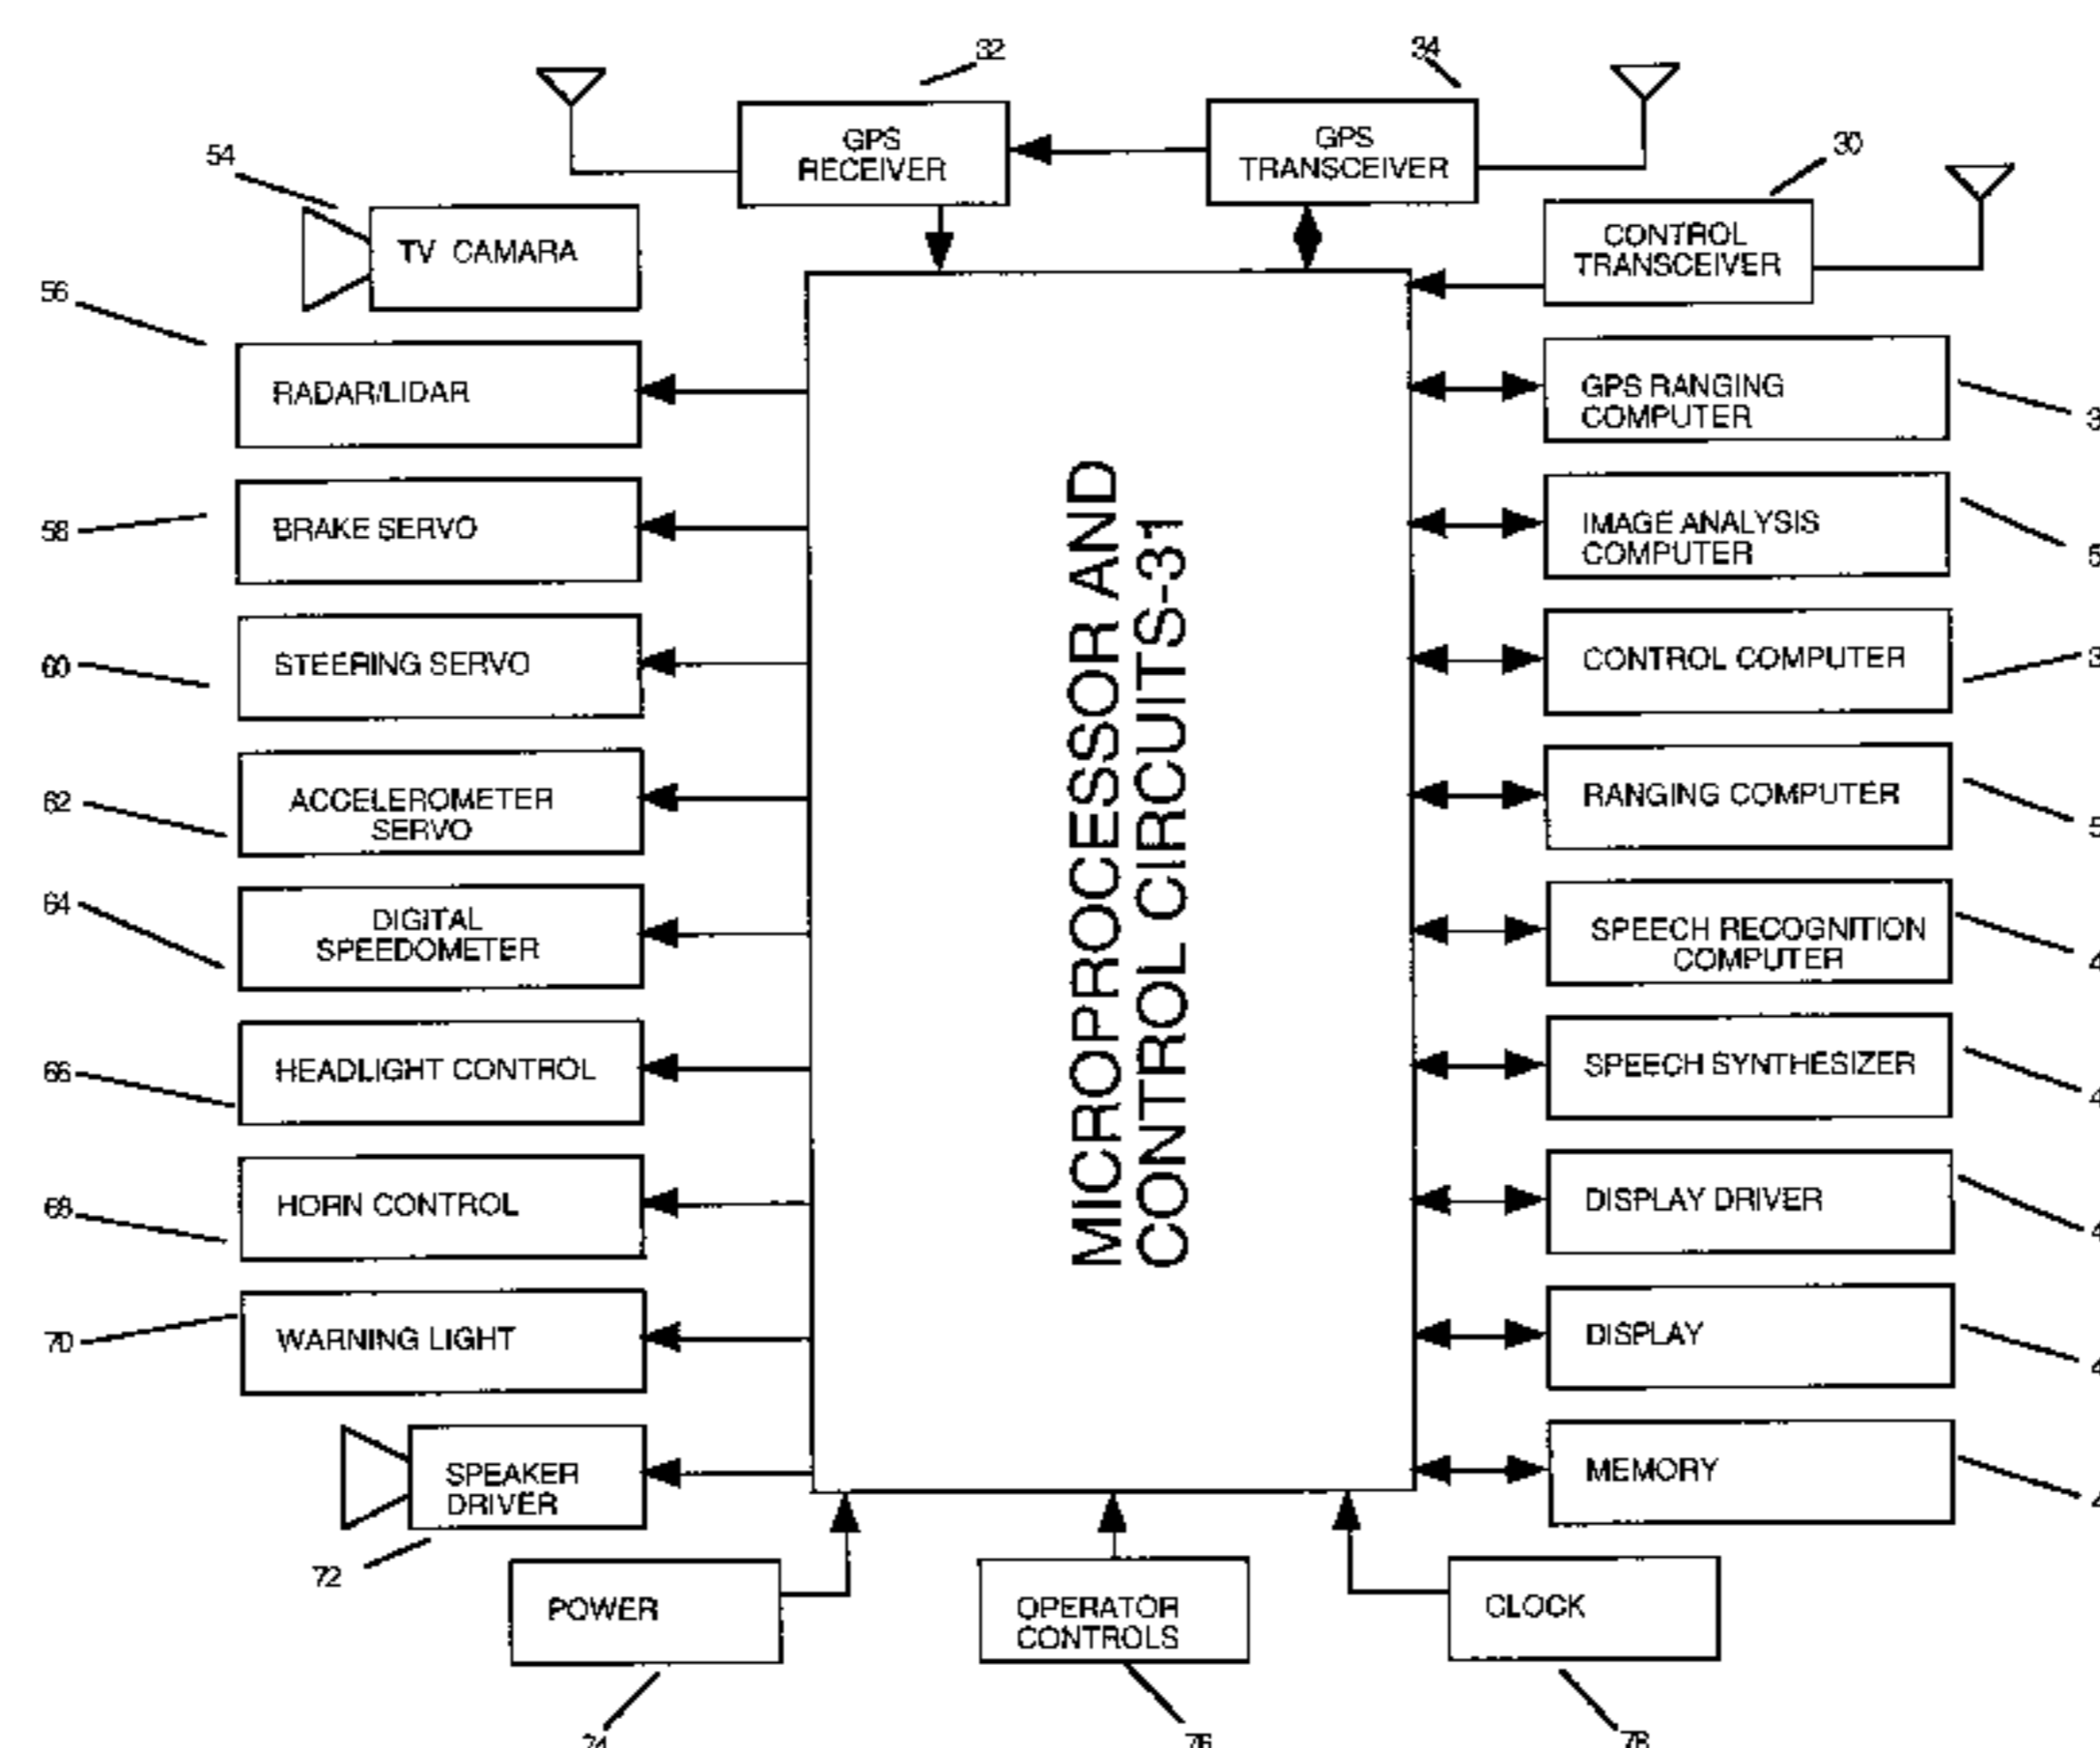 32
34
GPS
RECEIVER
GPS
TRANSCEIVER
30
54
TV CAMARA
CONTROL
TRANSCEIVER
56
RADAR/LIDAR
GPS RANGING
COMPUTER
58
BRAKE SERVO
IMAGE ANALYSIS
COMPUTER
60
STEERING SERVO
CONTROL COMPUTER
MICROPROCESSOR AND
CONTROL CIRCUITS-31
62
ACCELEROMETER
SERVO
RANGING COMPUTER
64
DIGITAL
SPEEDOMETER
SPEECH RECOGNITION
COMPUTER
66
HEADLIGHT CONTROL
SPEECH SYNTHESIZER
68
HORN CONTROL
DISPLAY DRIVER
70
WARNING LIGHT
DISPLAY
SPEAKER
DRIVER
MEMORY
72
POWER
OPERATOR
CONTROLS
CLOCK
74
76
78